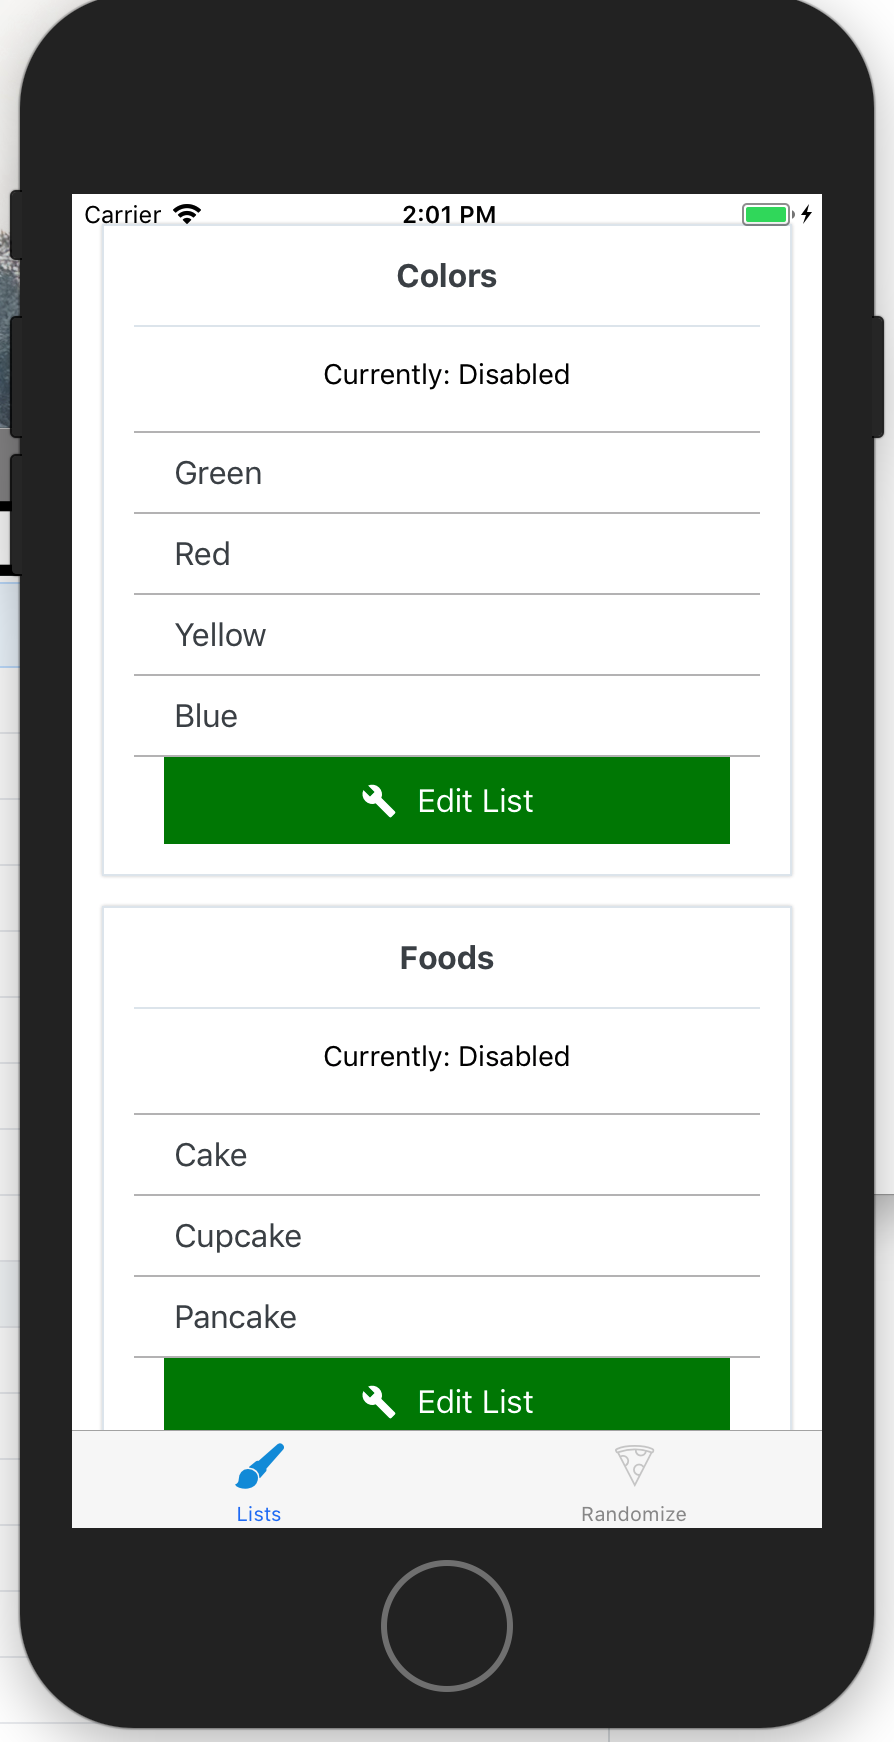 Carrier 2:01 PM
Colors
Currently: Disabled
Green
Red
Yellow
Blue
Edit List
Foods
Currently: Disabled
Cake
Cupcake
Pancake
Edit List
Lists Randomize